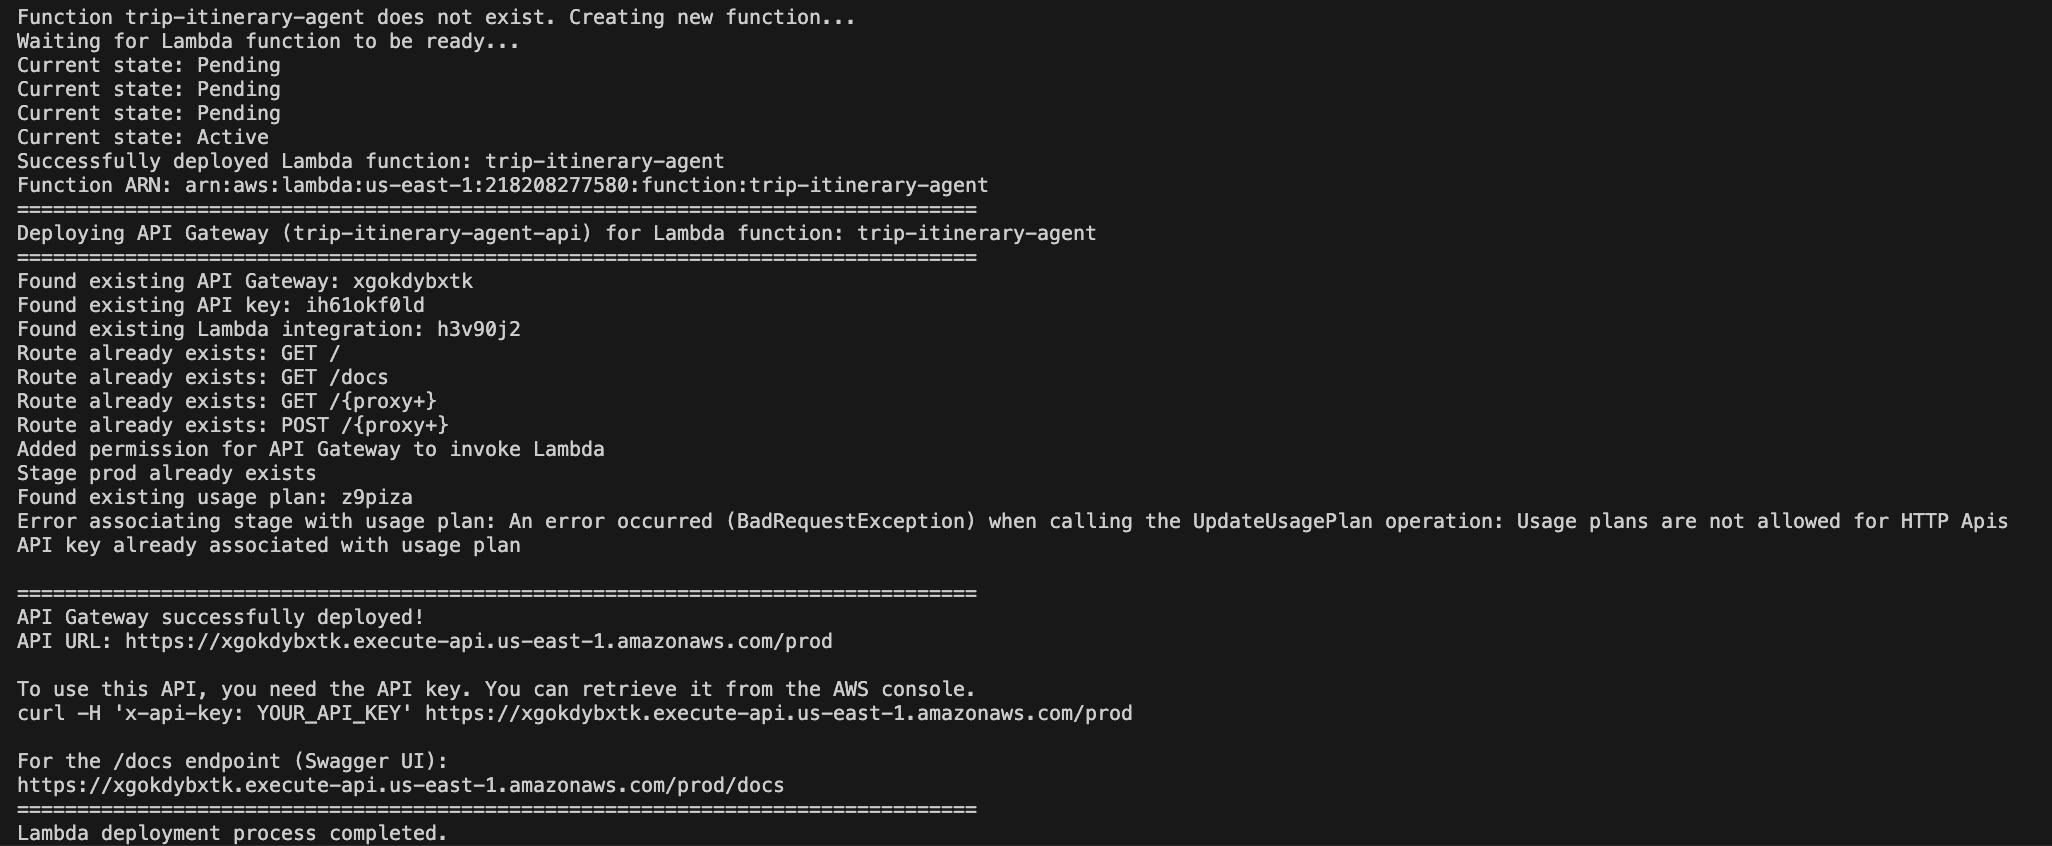 Function trip-itinerary-agent does not exist. Creating new function...
Waiting for Lambda function to be ready...
Current state: Pending
Current state: Pending
Current state: Pending
Current state: Active
Successfully deployed Lambda function: trip-itinerary-agent
Function ARN: arn:aws:lambda:us-east-1:218208277580:function:trip-itinerary-agent
================================================================================
Deploying API Gateway (trip-itinerary-agent-api) for Lambda function: trip-itinerary-agent
================================================================================
Found existing API Gateway: xgokdybxtk
Found existing API key: ih61okf0ld
Found existing Lambda integration: h3v90j2
Route already exists: GET /
Route already exists: GET /docs
Route already exists: GET /{proxy+}
Route already exists: POST /{proxy+}
Added permission for API Gateway to invoke Lambda
Stage prod already exists
Found existing usage plan: z9piza
Error associating stage with usage plan: An error occurred (BadRequestException) when calling the UpdateUsagePlan operation: Usage plans are not allowed for HTTP Apis
API key already associated with usage plan

================================================================================
API Gateway successfully deployed!
API URL: https://xgokdybxtk.execute-api.us-east-1.amazonaws.com/prod

To use this API, you need the API key. You can retrieve it from the AWS console.
curl -H 'x-api-key: YOUR_API_KEY' https://xgokdybxtk.execute-api.us-east-1.amazonaws.com/prod

For the /docs endpoint (Swagger UI):
https://xgokdybxtk.execute-api.us-east-1.amazonaws.com/prod/docs
================================================================================
Lambda deployment process completed.